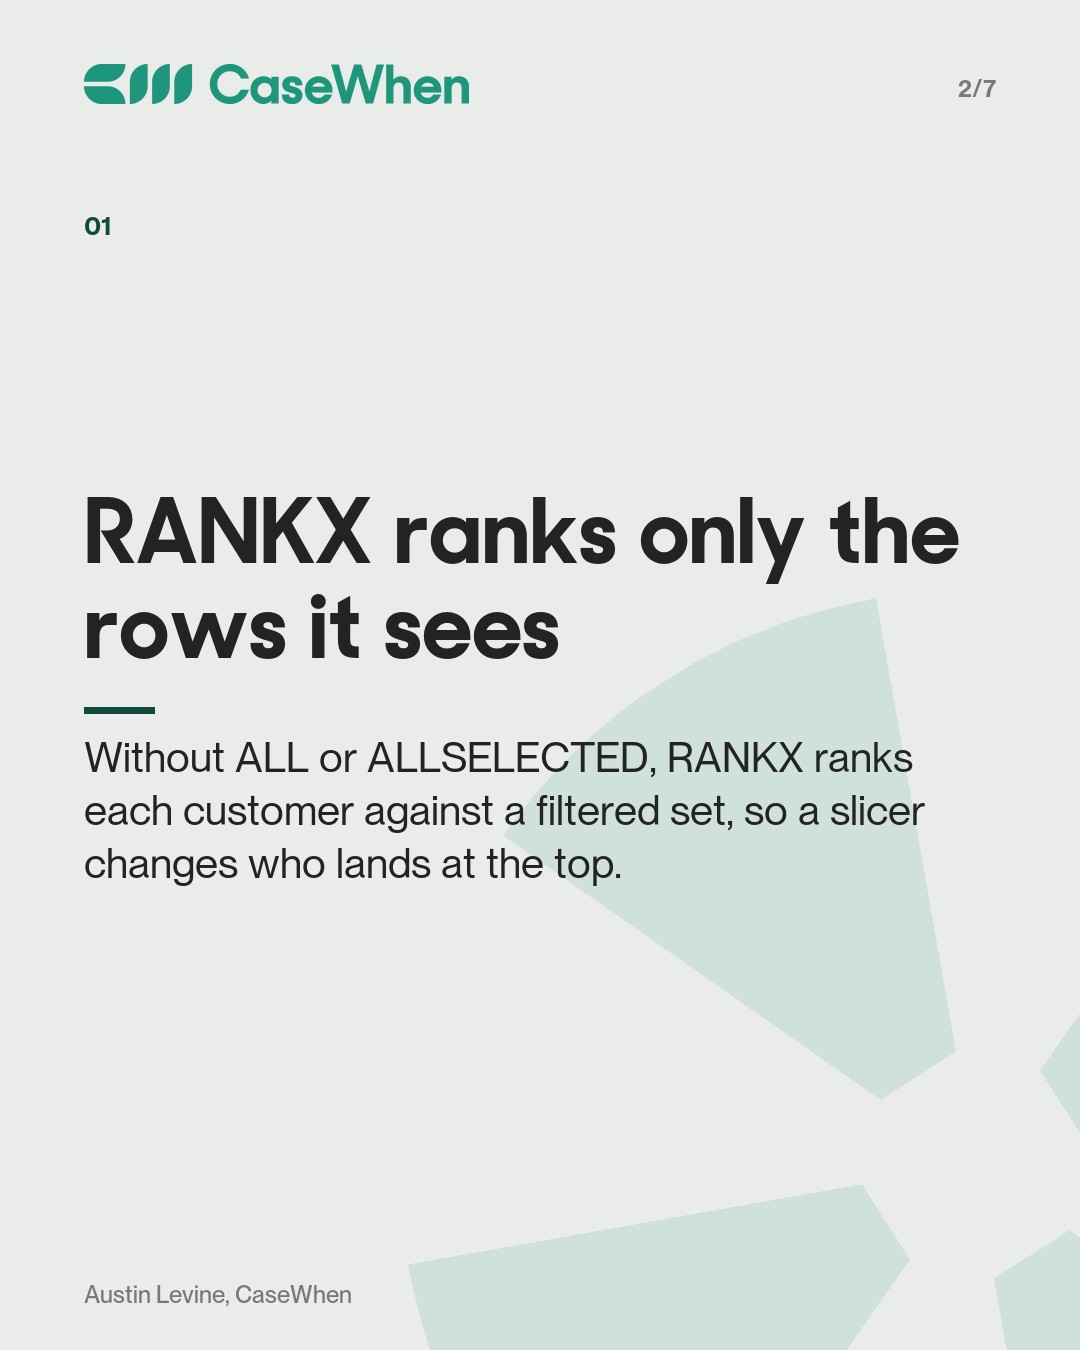 CaseWhen
2/7
01
RANKX ranks only the
rows it sees
Without ALL or ALLSELECTED, RANKX ranks
each customer against a filtered set, so a slicer
changes who lands at the top.
Austin Levine, CaseWhen